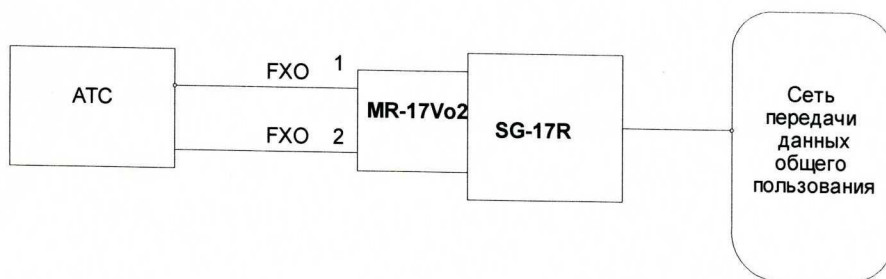 АТС
FXO 1
FXO 2
MR-17Vo2
SG-17R
Сеть
передачи
данных
общего
пользования